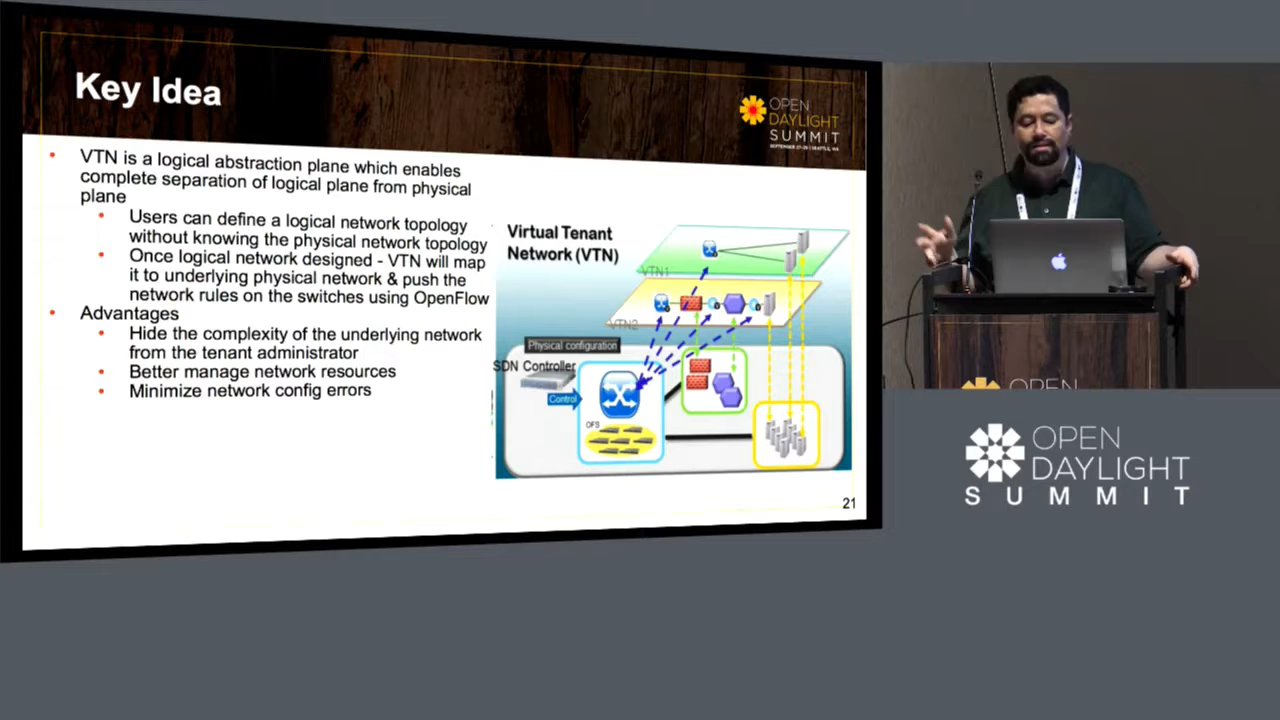 Key Idea
OPEN
DAYLIGHT
SUMMIT
VTN is a logical abstraction plane which enables
complete separation of logical plane from physical
plane
Users can define a logical network topology
without knowing the physical network topology
Once logical network designed - VTN will map
it to underlying physical network & push the
network rules on the switches using OpenFlow
Advantages
Hide the complexity of the underlying network
from the tenant administrator
Better manage network resources
Minimize network config errors
Virtual Tenant
Network (VTN)
VTN1
VTN2
Physical configuration
SDN Controller
Control
OFS
21
OPEN
OPEN
DAYLIGHT
SUMMIT